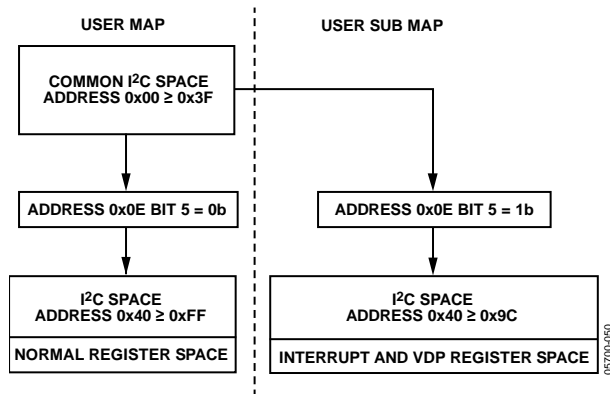 USER MAP
USER SUB MAP
COMMON I²C SPACE
ADDRESS 0x00 ≥ 0x3F
ADDRESS 0x0E BIT 5 = 0b
ADDRESS 0x0E BIT 5 = 1b
I²C SPACE
ADDRESS 0x40 ≥ 0xFF
NORMAL REGISTER SPACE
I²C SPACE
ADDRESS 0x40 ≥ 0x9C
INTERRUPT AND VDP REGISTER SPACE
05700-050